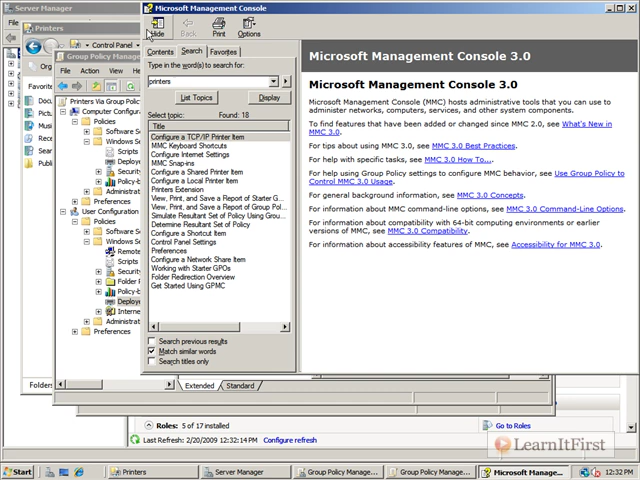 Server Manager
Microsoft Management Console
File
Printers
Hide
Back
Print
Options
Control Panel
Group Policy Manageme
File
Action
View
He
Contents
Search
Favorites
Type in the word(s) to search for:
printers
List Topics
Display
Select topic:
Found: 18
Title
Configure a TCP/IP Printer Item
MMC Keyboard Shortcuts
Configure Internet Settings
MMC Snap-ins
Configure a Shared Printer Item
Configure a Local Printer Item
Printers Extension
View, Print, and Save a Report of Starter G...
View, Print, and Save a Report of Group Pol...
Simulate Resultant Set of Policy Using Grou...
Determine Resultant Set of Policy
Configure a Shortcut Item
Control Panel Settings
Preferences
Configure a Network Share Item
Working with Starter GPOs
Folder Redirection Overview
Get Started Using GPMC
Search previous results
Match similar words
Search titles only
Microsoft Management Console 3.0
Microsoft Management Console 3.0
Microsoft Management Console (MMC) hosts administrative tools that you can use to
administer networks, computers, services, and other system components.
To find features that have been added or changed since MMC 2.0, see What's New in
MMC 3.0.
For tips about using MMC 3.0, see MMC 3.0 Best Practices.
For help with specific tasks, see MMC 3.0 How To....
For help using Group Policy settings to configure MMC behavior, see Use Group Policy to
Control MMC 3.0 Usage.
For general background information, see MMC 3.0 Concepts.
For information about MMC command-line options, see MMC 3.0 Command-Line Options.
For information about compatibility with 64-bit computing environments or earlier
versions of MMC, see MMC 3.0 Compatibility.
For information about accessibility features of MMC, see Accessibility for MMC 3.0.
Printers Via Group Policy
Computer Configuration
Policies
Software S
Windows Se
Scripts
Deploye
Security
Policy-b
Administrat
Preferences
User Configuration
Policies
Software S
Windows Se
Remote
Scripts
Security
Folder R
Policy-b
Deploye
Interne
Administrat
Preferences
Favorites
Docu
Pictu
Music
Publi
Folders
Extended
Standard
Roles: 5 of 17 installed
Go to Roles
Last Refresh: 2/20/2009 12:32:14 PM
Configure refresh
LearnItFirst
Start
Printers
Server Manager
Group Policy Manage...
Group Policy Manage...
Microsoft Manage...
12:32 PM